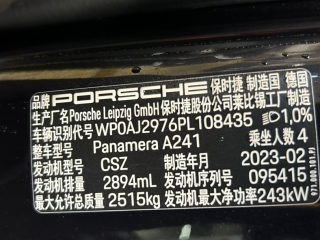 品牌 PORSCHE 保时捷 制造国 德国
生产厂名 Porsche Leipzig GmbH 保时捷股份公司莱比锡工厂制造
车辆识别代号 WP0AJ2976PL108435 1,0%
整车型号 Panamera A241 乘坐人数 4
发动机型号 CSZ 制造年月 2023-02
发动机排量 2894mL 发动机序列号 095415
最大允许总质量 2515kg 发动机最大净功率 243kW